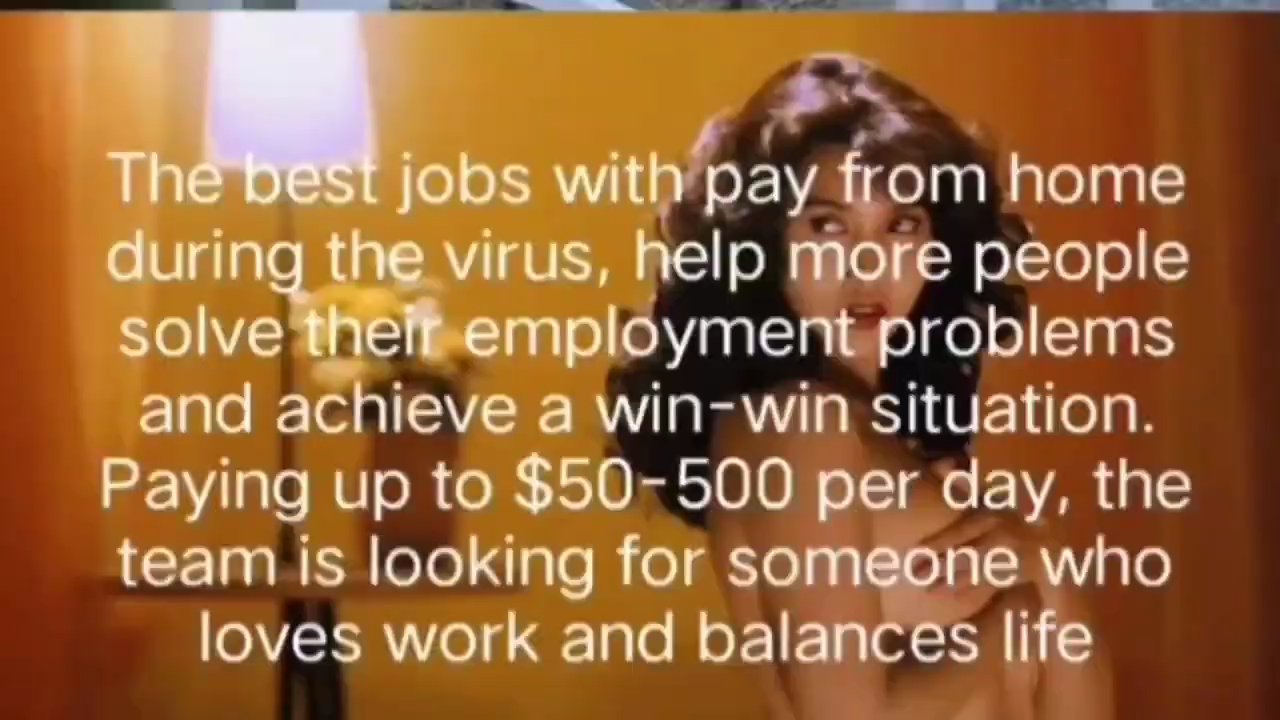 The best jobs with pay from home
during the virus, help more people
solve their employment problems
and achieve a win-win situation.
Paying up to $50-500 per day, the
team is looking for someone who
loves work and balances life